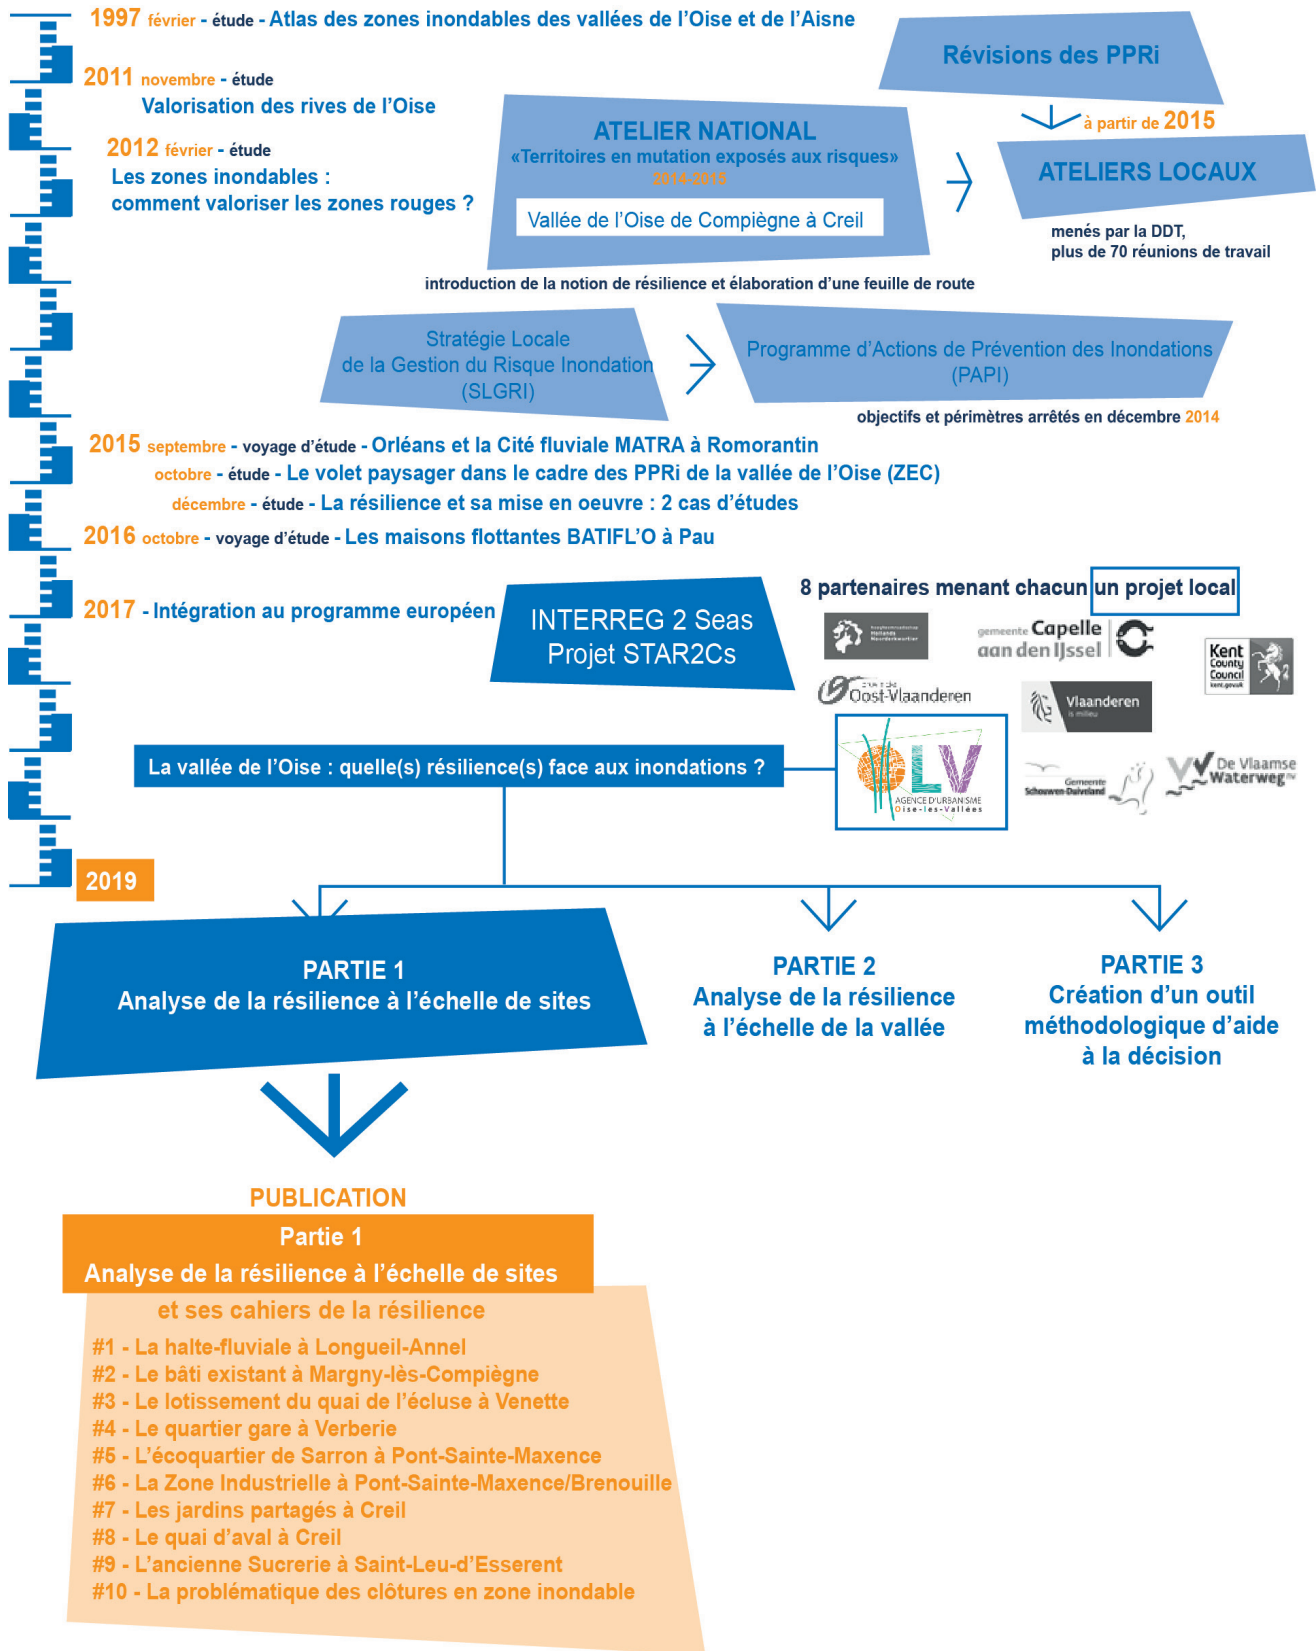 1997 février - étude - Atlas des zones inondables des vallées de l'Oise et de l'Aisne
2011 novembre - étude
Valorisation des rives de l'Oise
2012 février - étude
Les zones inondables :
comment valoriser les zones rouges ?
Révisions des PPRi
à partir de 2015
ATELIER NATIONAL
«Territoires en mutation exposés aux risques»
2014-2015
Vallée de l'Oise de Compiègne à Creil
ATELIERS LOCAUX
menés par la DDT,
plus de 70 réunions de travail
introduction de la notion de résilience et élaboration d'une feuille de route
Stratégie Locale
de la Gestion du Risque Inondation
(SLGRI)
Programme d'Actions de Prévention des Inondations
(PAPI)
objectifs et périmètres arrêtés en décembre 2014
2015 septembre - voyage d'étude - Orléans et la Cité fluviale MATRA à Romorantin
octobre - étude - Le volet paysager dans le cadre des PPRi de la vallée de l'Oise (ZEC)
décembre - étude - La résilience et sa mise en oeuvre : 2 cas d'études
2016 octobre - voyage d'étude - Les maisons flottantes BATIFL'O à Pau
2017 - Intégration au programme européen
INTERREG 2 Seas
Projet STAR2Cs
8 partenaires menant chacun un projet local
Hoogheemraadschap
Hollands
Noorderkwartier
gemeente Capelle
aan den IJssel
Kent
County
Council
kent.gov.uk
Oost-Vlaanderen
Vlaanderen
is milieu
OLV
AGENCE D'URBANISME
Oise-les-Vallées
Gemeente
Schouwen-Duiveland
De Vlaamse
Waterweg nv
La vallée de l'Oise : quelle(s) résilience(s) face aux inondations ?
2019
PARTIE 1
Analyse de la résilience à l'échelle de sites
PARTIE 2
Analyse de la résilience
à l'échelle de la vallée
PARTIE 3
Création d'un outil
méthodologique d'aide
à la décision
PUBLICATION
Partie 1
Analyse de la résilience à l'échelle de sites
et ses cahiers de la résilience
#1 - La halte-fluviale à Longueil-Annel
#2 - Le bâti existant à Margny-lès-Compiègne
#3 - Le lotissement du quai de l'écluse à Venette
#4 - Le quartier gare à Verberie
#5 - L'écoquartier de Sarron à Pont-Sainte-Maxence
#6 - La Zone Industrielle à Pont-Sainte-Maxence/Brenouille
#7 - Les jardins partagés à Creil
#8 - Le quai d'aval à Creil
#9 - L'ancienne Sucrerie à Saint-Leu-d'Esserent
#10 - La problématique des clôtures en zone inondable